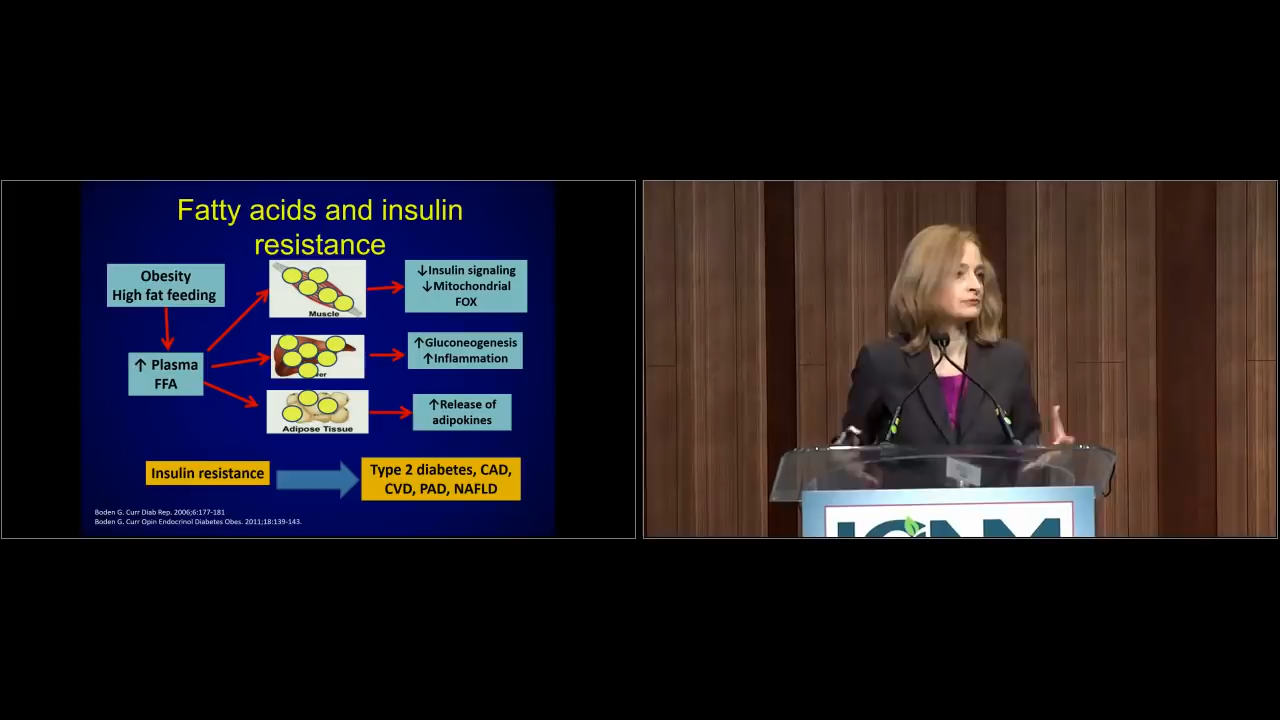 Fatty acids and insulin
resistance
Obesity
High fat feeding
↑ Plasma
FFA
Muscle
↓Insulin signaling
↓Mitochondrial
FOX
↑Gluconeogenesis
↑Inflammation
Adipose Tissue
↑Release of
adipokines
Insulin resistance
Type 2 diabetes, CAD,
CVD, PAD, NAFLD
Boden G. Curr Diab Rep. 2006;6:177-181
Boden G. Curr Opin Endocrinol Diabetes Obes. 2011;18:139-143.
ICNM